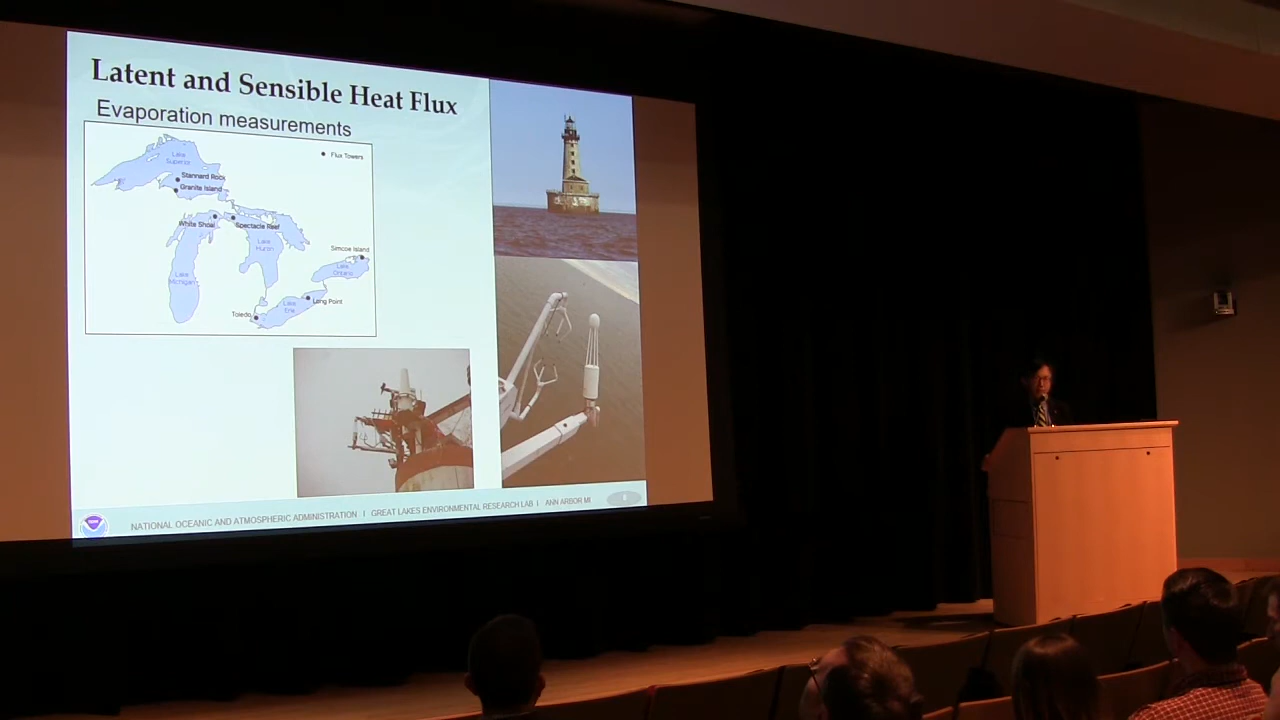 Latent and Sensible Heat Flux
Evaporation measurements
Flux Towers
Lake
Superior
Stannard Rock
Granite Island
White Shoal
Spectacle Reef
Lake
Huron
Simcoe Island
Lake
Ontario
Lake
Michigan
Long Point
Lake
Erie
Toledo
NATIONAL OCEANIC AND ATMOSPHERIC ADMINISTRATION I GREAT LAKES ENVIRONMENTAL RESEARCH LAB I ANN ARBOR MI